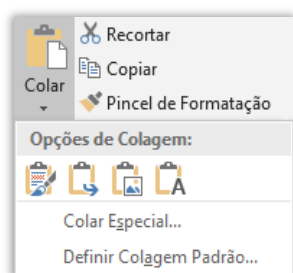 Recortar
Copiar
Colar
Pincel de Formatação
Opções de Colagem:
A
Colar Especial...
Definir Colagem Padrão...